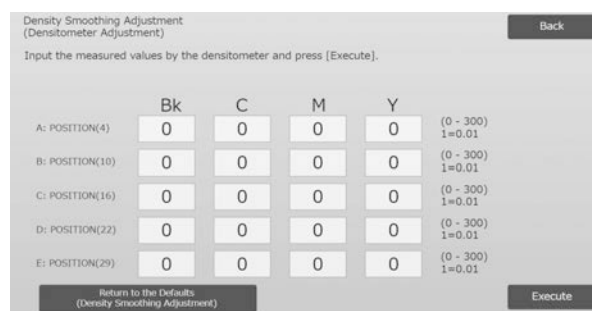 Density Smoothing Adjustment
(Densitometer Adjustment)
Back
Input the measured values by the densitometer and press [Execute].
Bk C M Y
A: POSITION(4) 0 0 0 0 (0 - 300)
1=0.01
B: POSITION(10) 0 0 0 0 (0 - 300)
1=0.01
C: POSITION(16) 0 0 0 0 (0 - 300)
1=0.01
D: POSITION(22) 0 0 0 0 (0 - 300)
1=0.01
E: POSITION(29) 0 0 0 0 (0 - 300)
1=0.01
Return to the Defaults
(Density Smoothing Adjustment)
Execute